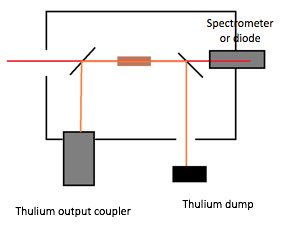 Spectrometer
or diode
Thulium output coupler
Thulium dump